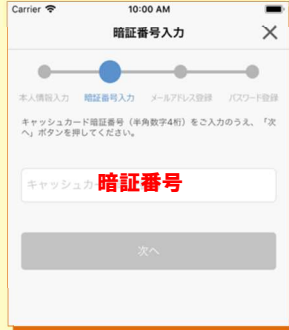 Carrier 10:00 AM
暗証番号入力
本人情報入力 暗証番号入力 メールアドレス登録 パスワード登録
キャッシュカード暗証番号（半角数字4桁）をご入力のうえ、「次
へ」ボタンを押してください。
キャッシュカ 暗証番号
次へ